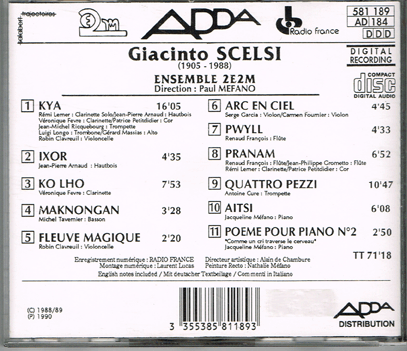 salabert trajectoires
2e2m
ADDA
Radio france
581 189
AD 184
DDD
DIGITAL RECORDING
COMPACT
disc
DIGITAL AUDIO
Giacinto SCELSI
(1905 - 1988)
ENSEMBLE 2E2M
Direction : Paul MEFANO
1 KYA 16'05
Rémi Lerner : Clarinette Solo/Jean-Pierre Arnaud : Hautbois
Véronique Fevre : Clarinette/Patrice Petitdidier : Cor
Jean-Michel Ricquebourg : Trompette
Luigi Longo : Trombone/Gérard Massias : Alto
Robin Clavreuil : Violoncelle
2 IXOR 4'35
Jean-Pierre Arnaud : Hautbois
3 KO LHO 7'53
Véronique Fevre : Clarinette
4 MAKNONGAN 3'28
Michel Tavernier : Basson
5 FLEUVE MAGIQUE 2'20
Robin Clavreuil : Violoncelle
6 ARC EN CIEL 4'45
Serge Garcia : Violon/Carmen Fournier : Violon
7 PWYLL 4'33
Renaud François : Flûte
8 PRANAM 6'52
Renaud François : Flûte/Jean-Philippe Grometto : Flûte
Rémi Lerner : Clarinette/Patrice Petitdidier : Cor
9 QUATTRO PEZZI 10'47
Antoine Cure : Trompette
10 AITSI 6'08
Jacqueline Méfano : Piano
11 POEME POUR PIANO N°2 2'50
"Comme un cri traverse le cerveau"
Jacqueline Méfano : Piano
TT 71'18
Enregistrement numérique : RADIO FRANCE Directeur artistique : Alain de Chambure
Montage numérique : Laurent Lucas Peinture Recto : Nathalie Méfano
English notes included / Mit deutscher Textbeilage / Commenti in Italiano
(C) 1988/89
(P) 1990
3 355385 811893
ADDA
DISTRIBUTION